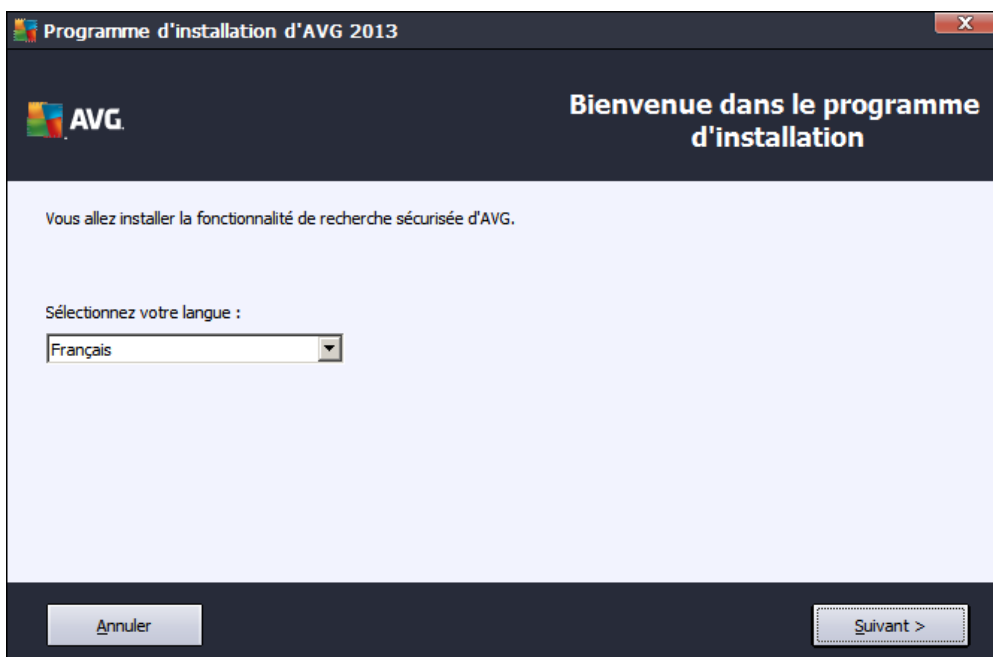 Programme d'installation d'AVG 2013
X
AVG.
Bienvenue dans le programme
d'installation
Vous allez installer la fonctionnalité de recherche sécurisée d'AVG.
Sélectionnez votre langue :
Français
Annuler
Suivant >